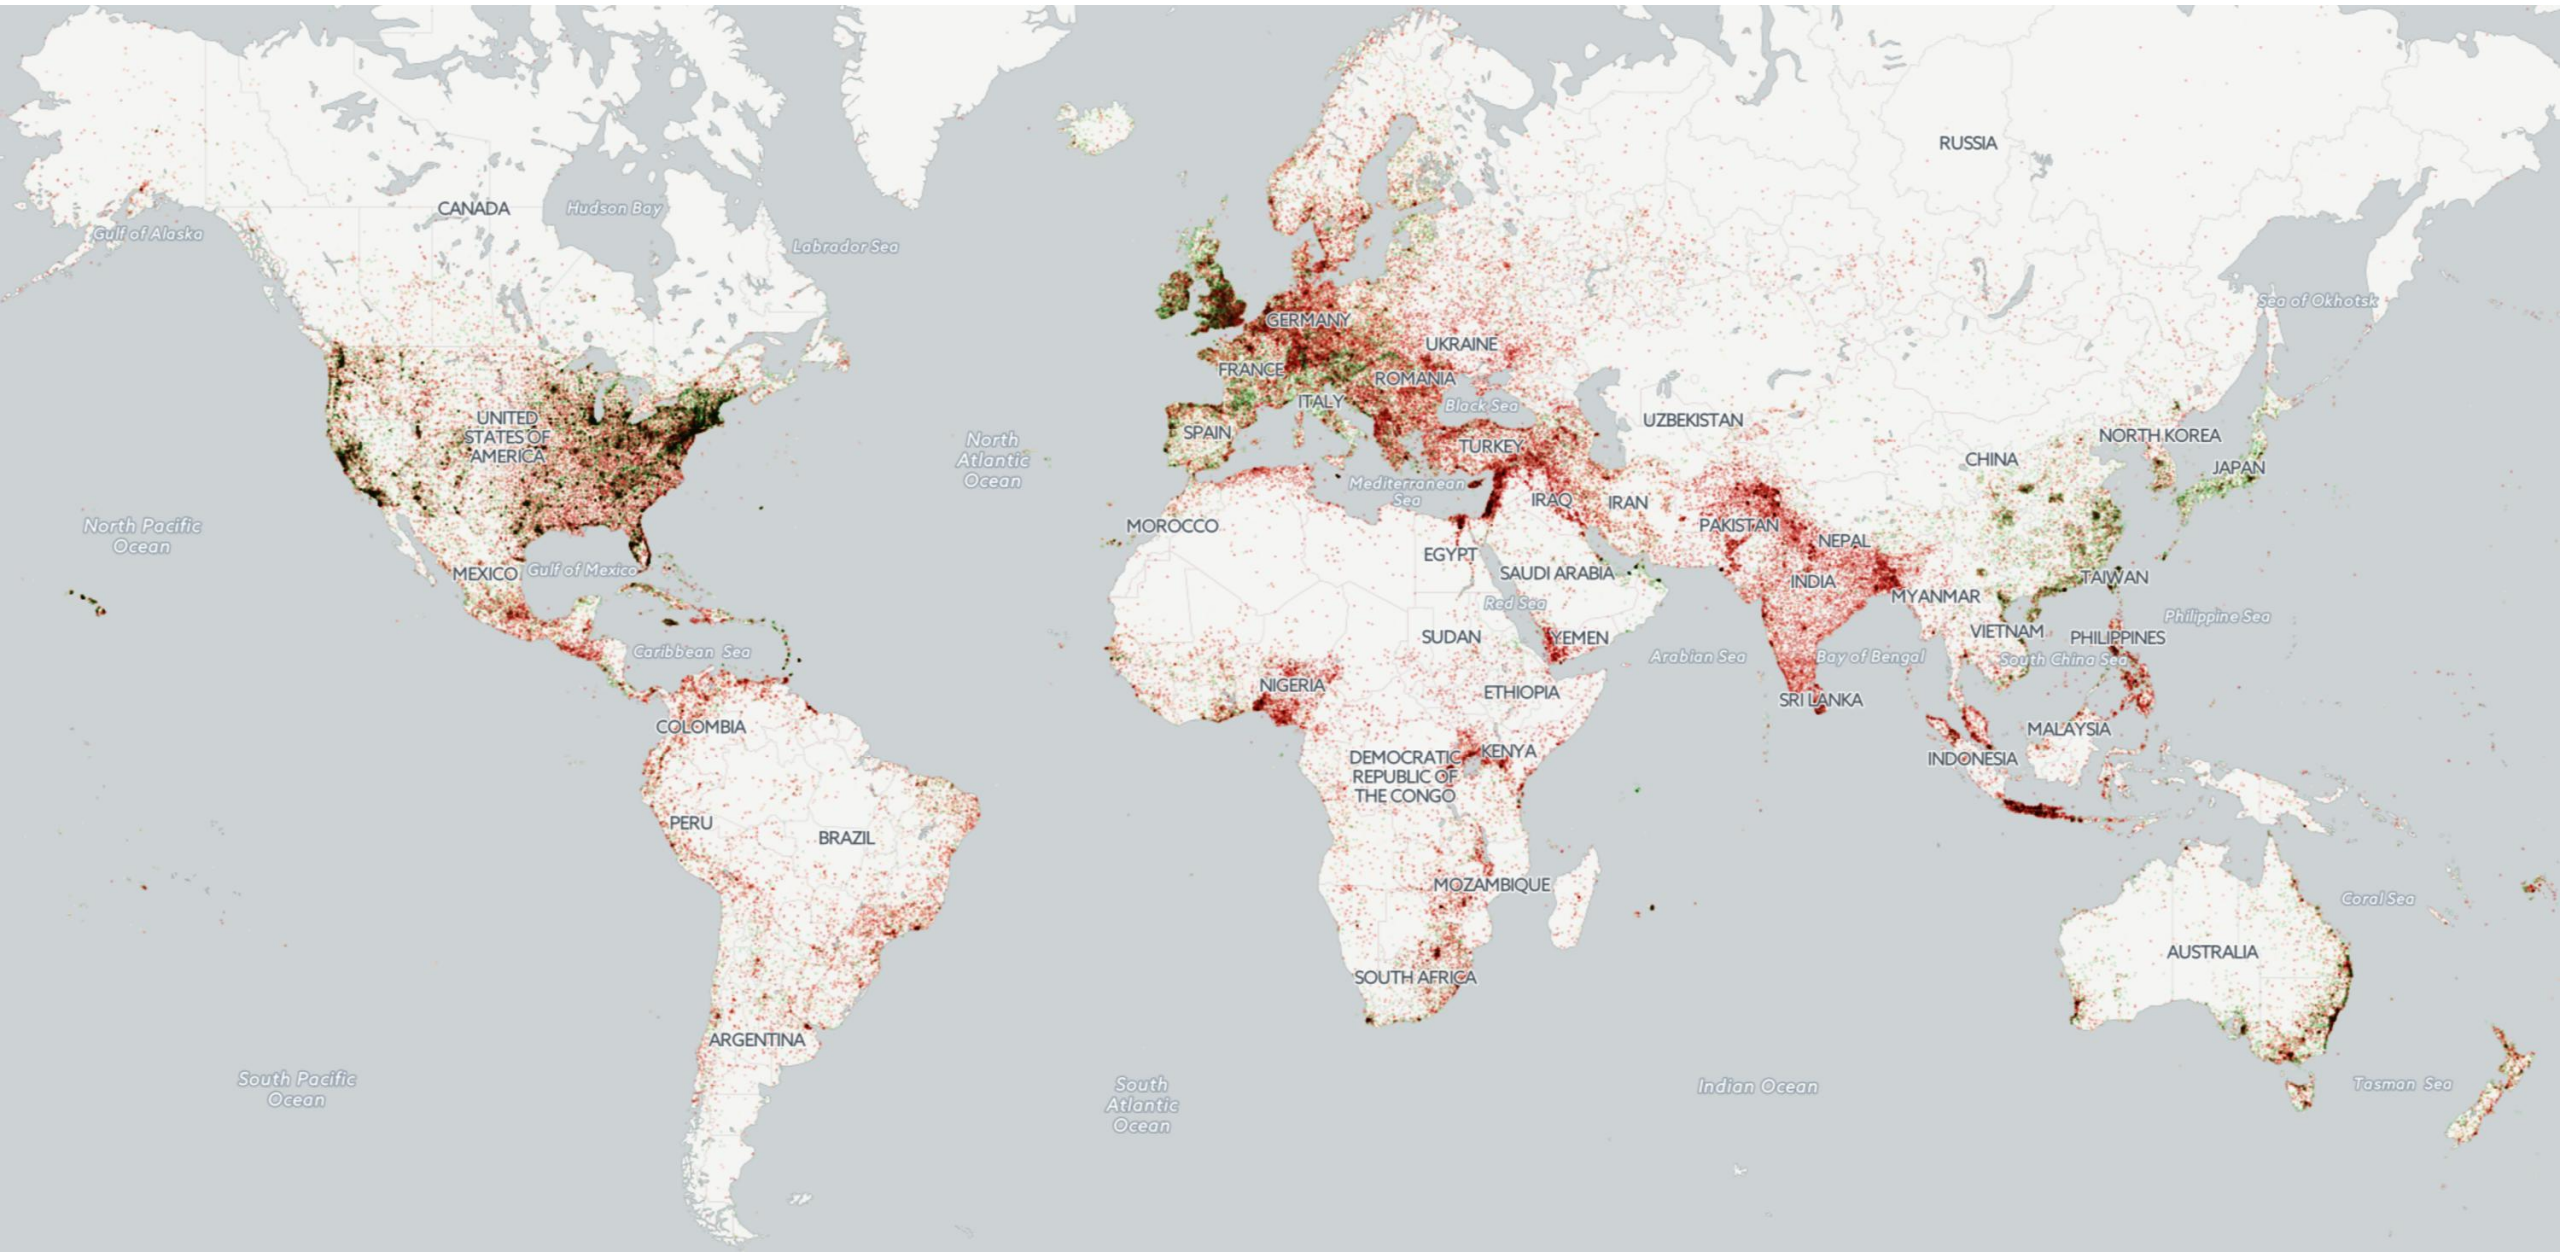 RUSSIA
CANADA
Hudson Bay
Gulf of Alaska
Labrador Sea
Sea of Okhotsk
GERMANY
UKRAINE
FRANCE
ROMANIA
ITALY
Black Sea
UNITED
STATES OF
AMERICA
UZBEKISTAN
SPAIN
NORTH KOREA
North
Atlantic
Ocean
TURKEY
CHINA
JAPAN
Mediterranean
Sea
IRAQ
IRAN
North Pacific
Ocean
MOROCCO
PAKISTAN
NEPAL
EGYPT
MEXICO
Gulf of Mexico
SAUDI ARABIA
INDIA
TAIWAN
MYANMAR
Red Sea
Philippine Sea
SUDAN
YEMEN
VIETNAM
PHILIPPINES
Caribbean Sea
Arabian Sea
Bay of Bengal
South China Sea
NIGERIA
ETHIOPIA
SRI LANKA
COLOMBIA
MALAYSIA
KENYA
DEMOCRATIC
REPUBLIC OF
THE CONGO
INDONESIA
PERU
BRAZIL
MOZAMBIQUE
Coral Sea
AUSTRALIA
SOUTH AFRICA
ARGENTINA
South Pacific
Ocean
South
Atlantic
Ocean
Indian Ocean
Tasman Sea